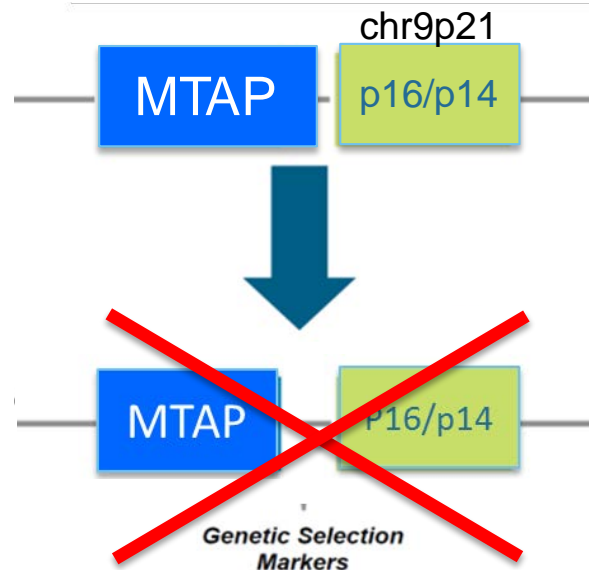 chr9p21
MTAP p16/p14
MTAP P16/p14
Genetic Selection
Markers